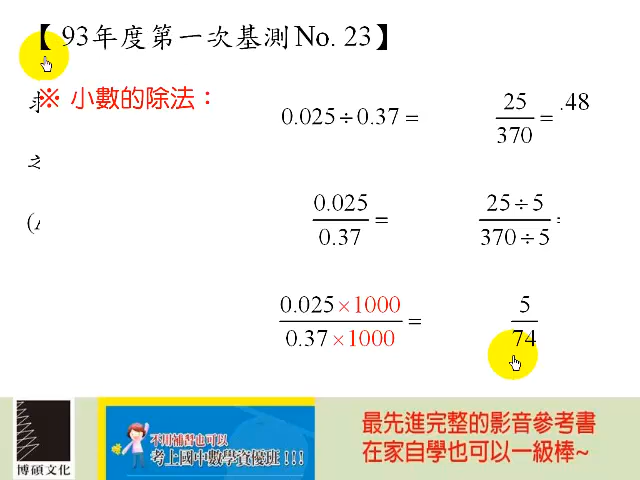 【 93年度第一次基測No. 23】
※ 小數的除法：
0.025÷0.37 =
25/370 = .48
之
0.025/0.37 =
25÷5/370÷5 =
(A
0.025×1000/0.37×1000 =
5/74
博碩文化
不用補習也可以
考上國中數學資優班!!!
最先進完整的影音參考書
在家自學也可以一級棒~